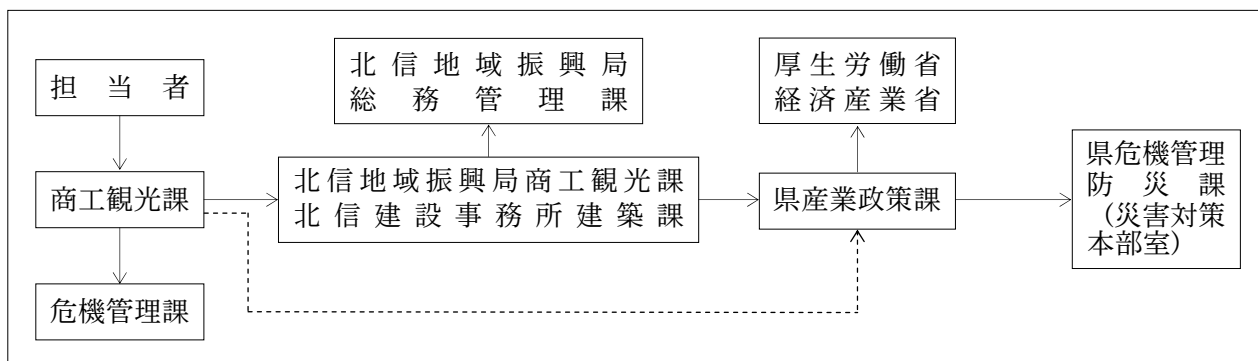 担当者
商工観光課
危機管理課
北信地域振興局
総務管理課
北信地域振興局商工観光課
北信建設事務所建築課
厚生労働省
経済産業省
県産業政策課
県危機管理
防災課
（災害対策
本部室）